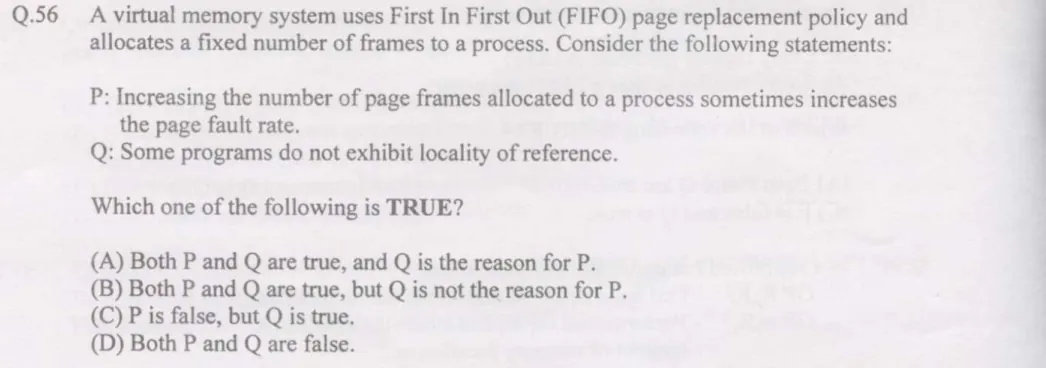 Q.56 A virtual memory system uses First In First Out (FIFO) page replacement policy and
allocates a fixed number of frames to a process. Consider the following statements:
P: Increasing the number of page frames allocated to a process sometimes increases
the page fault rate.
Q: Some programs do not exhibit locality of reference.
Which one of the following is TRUE?
(A) Both P and Q are true, and Q is the reason for P.
(B) Both P and Q are true, but Q is not the reason for P.
(C) P is false, but Q is true.
(D) Both P and Q are false.